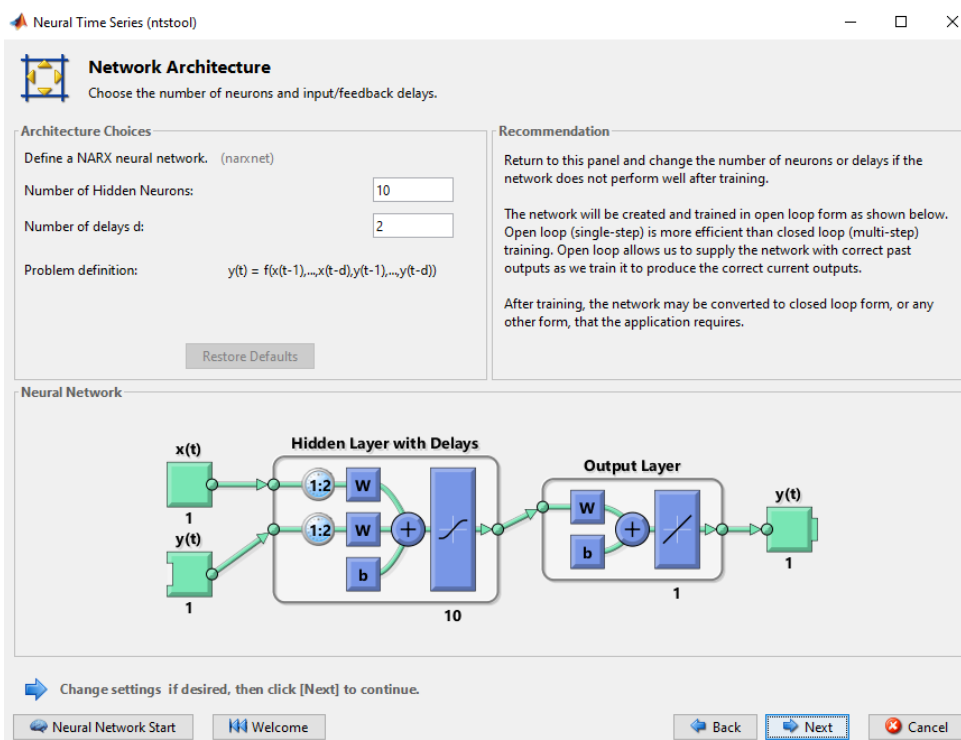 Neural Time Series (ntstool)
Network Architecture
Choose the number of neurons and input/feedback delays.
Architecture Choices
Define a NARX neural network. (narxnet)
Number of Hidden Neurons: 10
Number of delays d: 2
Problem definition: y(t) = f(x(t-1),...,x(t-d),y(t-1),...,y(t-d))
Restore Defaults
Recommendation
Return to this panel and change the number of neurons or delays if the
network does not perform well after training.
The network will be created and trained in open loop form as shown below.
Open loop (single-step) is more efficient than closed loop (multi-step)
training. Open loop allows us to supply the network with correct past
outputs as we train it to produce the correct current outputs.
After training, the network may be converted to closed loop form, or any
other form, that the application requires.
Neural Network
Hidden Layer with Delays
x(t)
1
y(t)
1
1:2
W
1:2
W
b
+
10
Output Layer
W
b
+
1
y(t)
1
Change settings if desired, then click [Next] to continue.
Neural Network Start
Welcome
Back
Next
Cancel